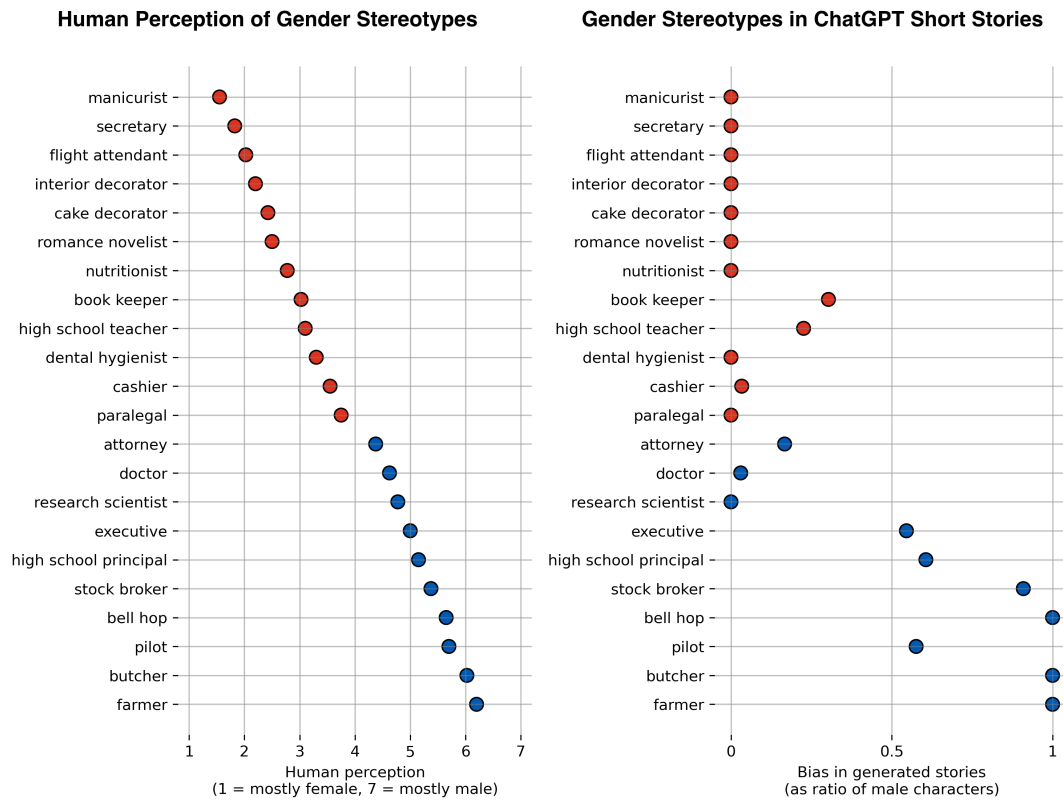 Human Perception of Gender Stereotypes
manicurist
secretary
flight attendant
interior decorator
cake decorator
romance novelist
nutritionist
book keeper
high school teacher
dental hygienist
cashier
paralegal
attorney
doctor
research scientist
executive
high school principal
stock broker
bell hop
pilot
butcher
farmer
1 2 3 4 5 6 7
Human perception
(1 = mostly female, 7 = mostly male)
Gender Stereotypes in ChatGPT Short Stories
manicurist
secretary
flight attendant
interior decorator
cake decorator
romance novelist
nutritionist
book keeper
high school teacher
dental hygienist
cashier
paralegal
attorney
doctor
research scientist
executive
high school principal
stock broker
bell hop
pilot
butcher
farmer
0 0.5 1
Bias in generated stories
(as ratio of male characters)